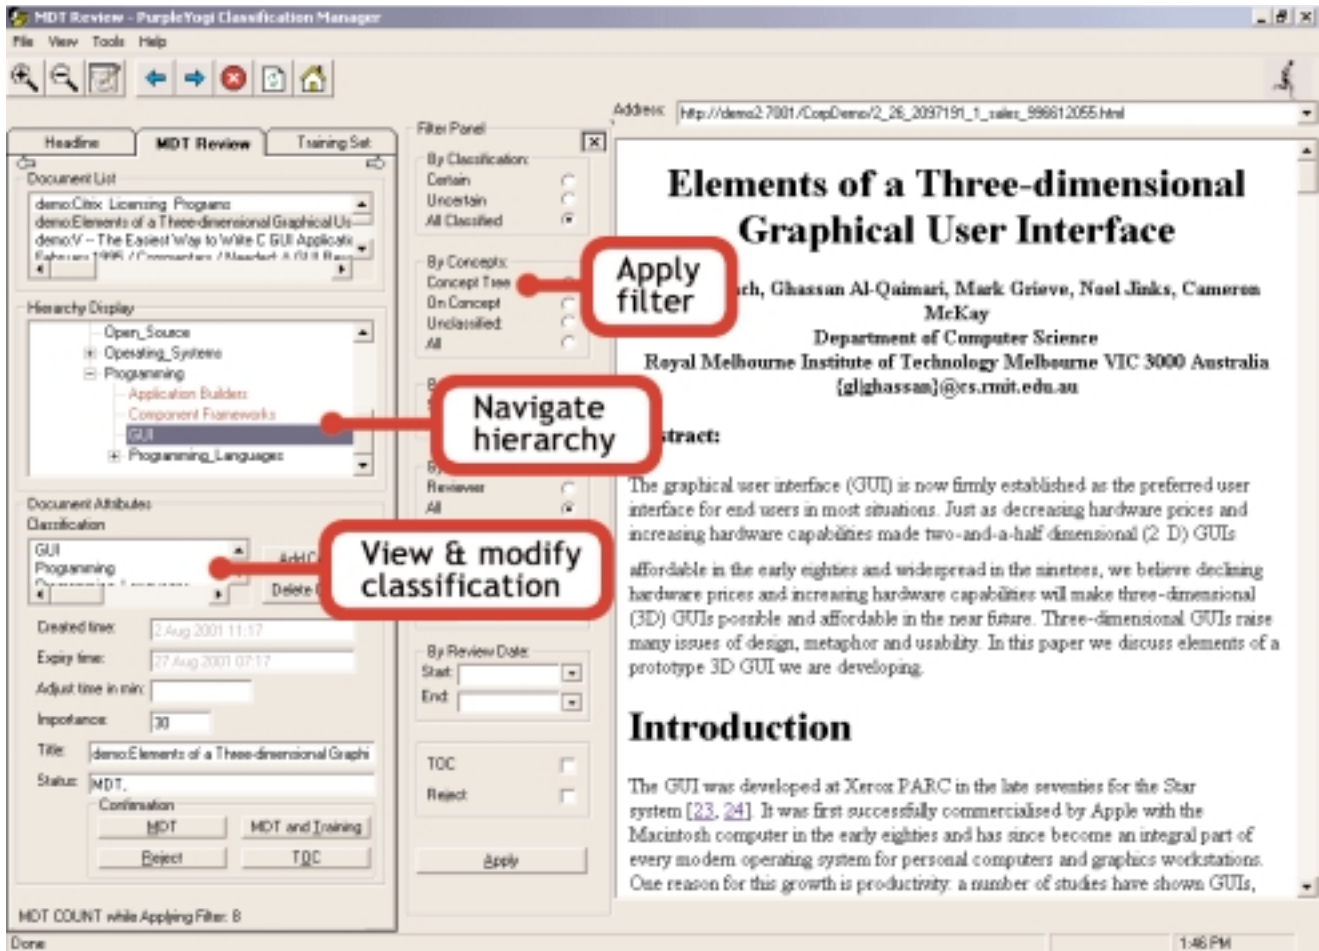 MDT Review - PurpleYogi Classification Manager
File View Tools Help
Address: http://demo2:7001/CorpDemo/2_26_2097191_1_sales_996612055.html
Headline MDT Review Training Set
Document List
demo:Citrix Licensing Programs
demo:Elements of a Three-dimensional Graphical Us
demo:V -- The Easiest Way to Write C GUI Applicatio
February 1995 / Commentary / Needed: A GUI
Hierarchy Display
Open_Source
Operating_Systems
Programming
Application Builders
Component Frameworks
GUI
Programming_Languages
Document Attributes
Classification
GUI
Programming
Programming_Languages
Add C
Delete
Created time: 2 Aug 2001 11:17
Expiry time: 27 Aug 2001 07:17
Adjust time in min:
Importance: 30
Title: demo:Elements of a Three-dimensional Graphi
Status: MDT,
Confirmation
MDT MDT and Training
Reject TOC
MDT COUNT while Applying Filter: 8
Filter Panel
By Classification:
Certain
Uncertain
All Classified
By Concepts:
Concept Tree
On Concept
Unclassified:
All
Reviewer
All
By Review Date:
Start:
End:
TOC
Reject
Apply
Apply
filter
Navigate
hierarchy
View & modify
classification
Elements of a Three-dimensional
Graphical User Interface
ch, Ghassan Al-Qaimari, Mark Grieve, Noel Jinks, Cameron
McKay
Department of Computer Science
Royal Melbourne Institute of Technology Melbourne VIC 3000 Australia
{gl|ghassan}@cs.rmit.edu.au
stract:
The graphical user interface (GUI) is now firmly established as the preferred user
interface for end users in most situations. Just as decreasing hardware prices and
increasing hardware capabilities made two-and-a-half dimensional (2 D) GUIs
affordable in the early eighties and widespread in the nineties, we believe declining
hardware prices and increasing hardware capabilities will make three-dimensional
(3D) GUIs possible and affordable in the near future. Three-dimensional GUIs raise
many issues of design, metaphor and usability. In this paper we discuss elements of a
prototype 3D GUI we are developing.
Introduction
The GUI was developed at Xerox PARC in the late seventies for the Star
system [23, 24]. It was first successfully commercialised by Apple with the
Macintosh computer in the early eighties and has since become an integral part of
every modern operating system for personal computers and graphics workstations.
One reason for this growth is productivity: a number of studies have shown GUIs,
Done 1:46 PM